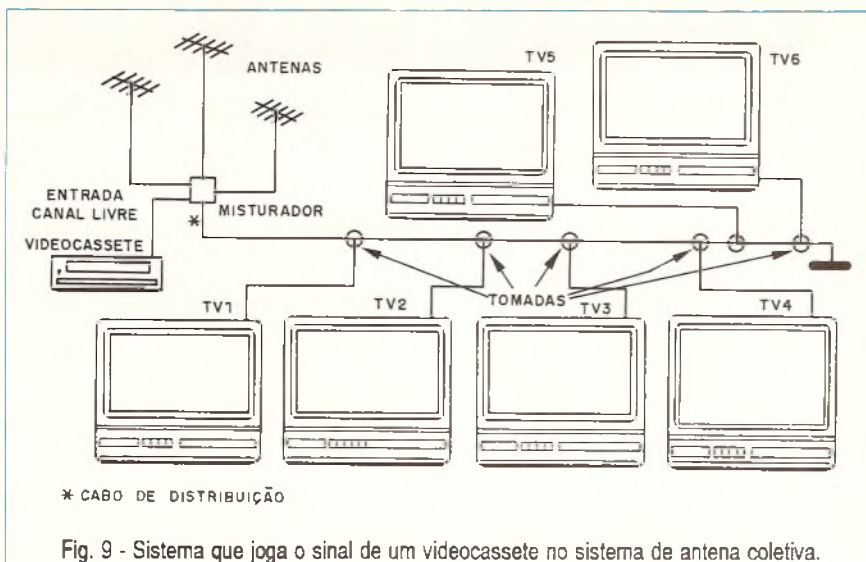 ANTENAS
TV5
TV6
ENTRADA
CANAL LIVRE
MISTURADOR
*
VIDEOCASSETE
TOMADAS
TV1
TV2
TV3
TV4
* CABO DE DISTRIBUIÇÃO
Fig. 9 - Sistema que joga o sinal de um videocassete no sistema de antena coletiva.